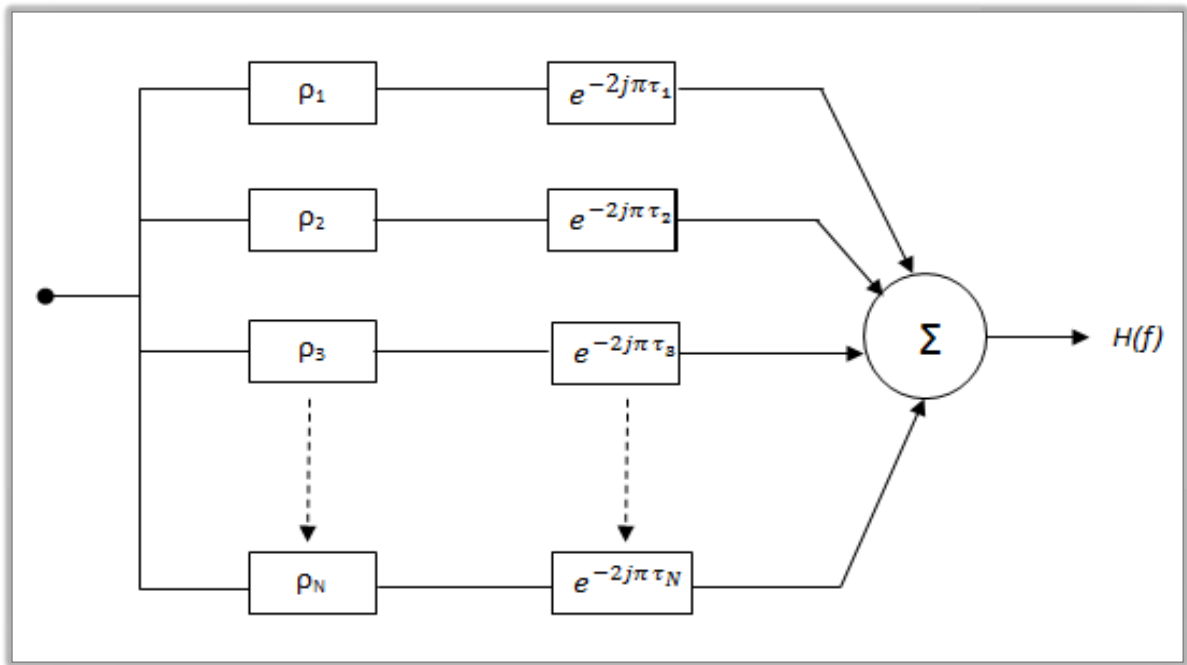 ρ₁ e^{-2jπτ₁}
ρ₂ e^{-2jπτ₂}
ρ₃ e^{-2jπτ₃}
Σ H(f)
ρ_N e^{-2jπτ_N}